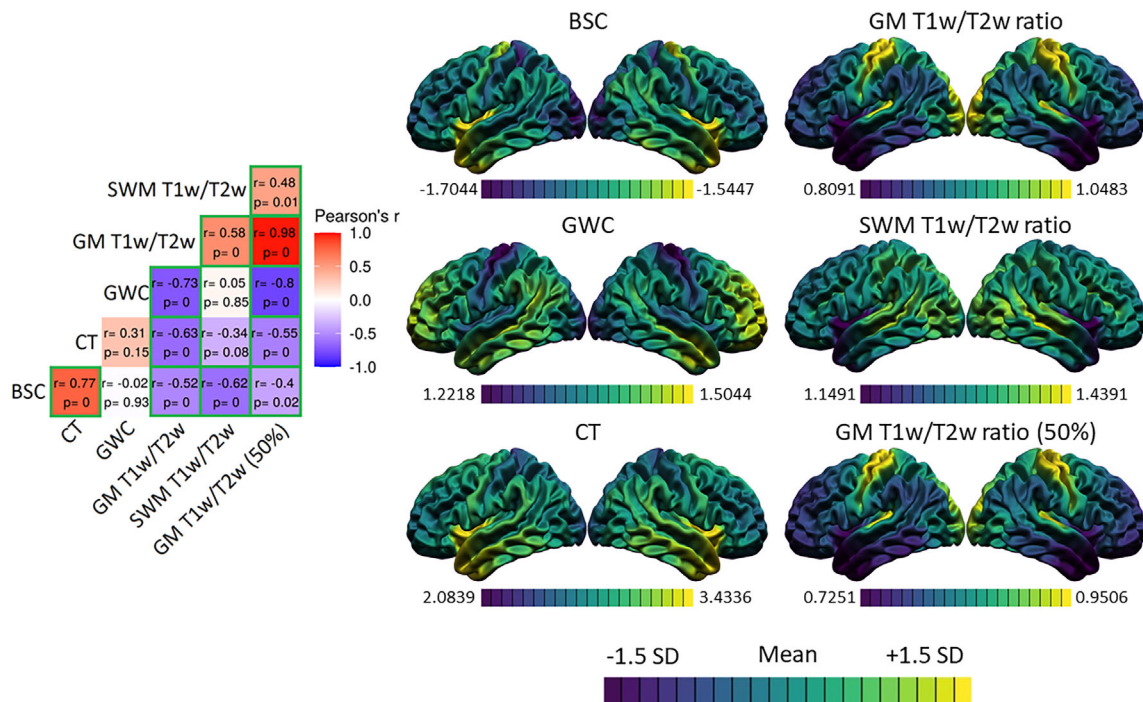 SWM T1w/T2w
r= 0.48
p= 0.01
GM T1w/T2w
r= 0.58
p= 0
r= 0.98
p= 0
GWC
r= -0.73
p= 0
r= 0.05
p= 0.85
r= -0.8
p= 0
CT
r= 0.31
p= 0.15
r= -0.63
p= 0
r= -0.34
p= 0.08
r= -0.55
p= 0
BSC
r= 0.77
p= 0
r= -0.02
p= 0.93
r= -0.52
p= 0
r= -0.62
p= 0
r= -0.4
p= 0.02
CT
GWC
GM T1w/T2w
SWM T1w/T2w
GM T1w/T2w (50%)
Pearson's r
1.0
0.5
0.0
-0.5
-1.0
BSC
-1.7044
-1.5447
GM T1w/T2w ratio
0.8091
1.0483
GWC
1.2218
1.5044
SWM T1w/T2w ratio
1.1491
1.4391
CT
2.0839
3.4336
GM T1w/T2w ratio (50%)
0.7251
0.9506
-1.5 SD
Mean
+1.5 SD